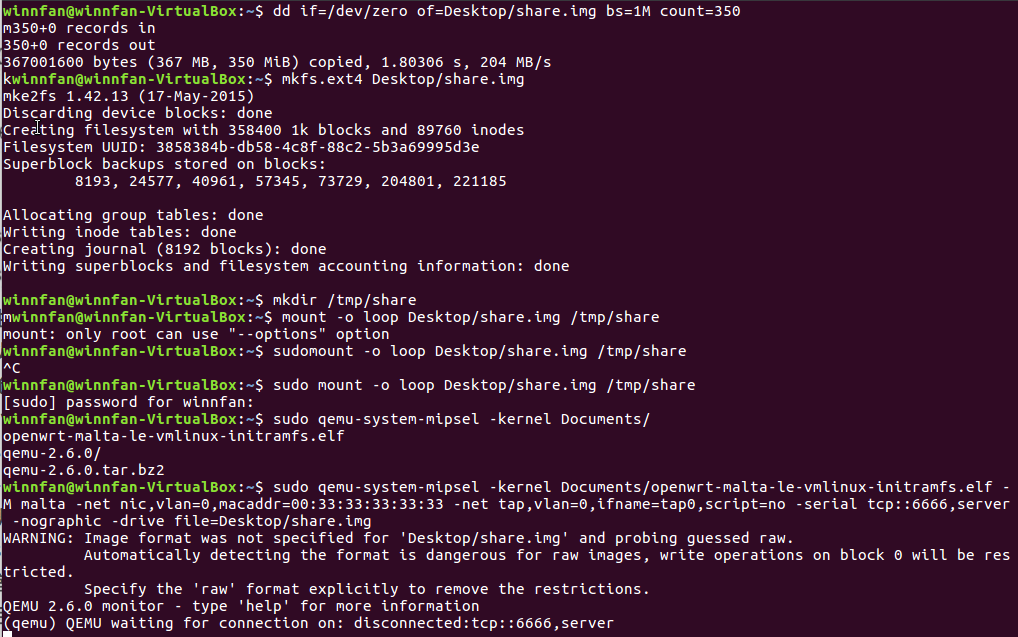 winnfan@winnfan-VirtualBox:~$ dd if=/dev/zero of=Desktop/share.img bs=1M count=350
m350+0 records in
350+0 records out
367001600 bytes (367 MB, 350 MiB) copied, 1.80306 s, 204 MB/s
kwinnfan@winnfan-VirtualBox:~$ mkfs.ext4 Desktop/share.img
mke2fs 1.42.13 (17-May-2015)
Discarding device blocks: done
Creating filesystem with 358400 1k blocks and 89760 inodes
Filesystem UUID: 3858384b-db58-4c8f-88c2-5b3a69995d3e
Superblock backups stored on blocks:
        8193, 24577, 40961, 57345, 73729, 204801, 221185

Allocating group tables: done
Writing inode tables: done
Creating journal (8192 blocks): done
Writing superblocks and filesystem accounting information: done

winnfan@winnfan-VirtualBox:~$ mkdir /tmp/share
mwinnfan@winnfan-VirtualBox:~$ mount -o loop Desktop/share.img /tmp/share
mount: only root can use "--options" option
winnfan@winnfan-VirtualBox:~$ sudomount -o loop Desktop/share.img /tmp/share
^C
winnfan@winnfan-VirtualBox:~$ sudo mount -o loop Desktop/share.img /tmp/share
[sudo] password for winnfan:
winnfan@winnfan-VirtualBox:~$ sudo qemu-system-mipsel -kernel Documents/
openwrt-malta-le-vmlinux-initramfs.elf
qemu-2.6.0/
qemu-2.6.0.tar.bz2
winnfan@winnfan-VirtualBox:~$ sudo qemu-system-mipsel -kernel Documents/openwrt-malta-le-vmlinux-initramfs.elf -
M malta -net nic,vlan=0,macaddr=00:33:33:33:33:33 -net tap,vlan=0,ifname=tap0,script=no -serial tcp::6666,server
 -nographic -drive file=Desktop/share.img
WARNING: Image format was not specified for 'Desktop/share.img' and probing guessed raw.
         Automatically detecting the format is dangerous for raw images, write operations on block 0 will be res
tricted.
         Specify the 'raw' format explicitly to remove the restrictions.
QEMU 2.6.0 monitor - type 'help' for more information
(qemu) QEMU waiting for connection on: disconnected:tcp::6666,server